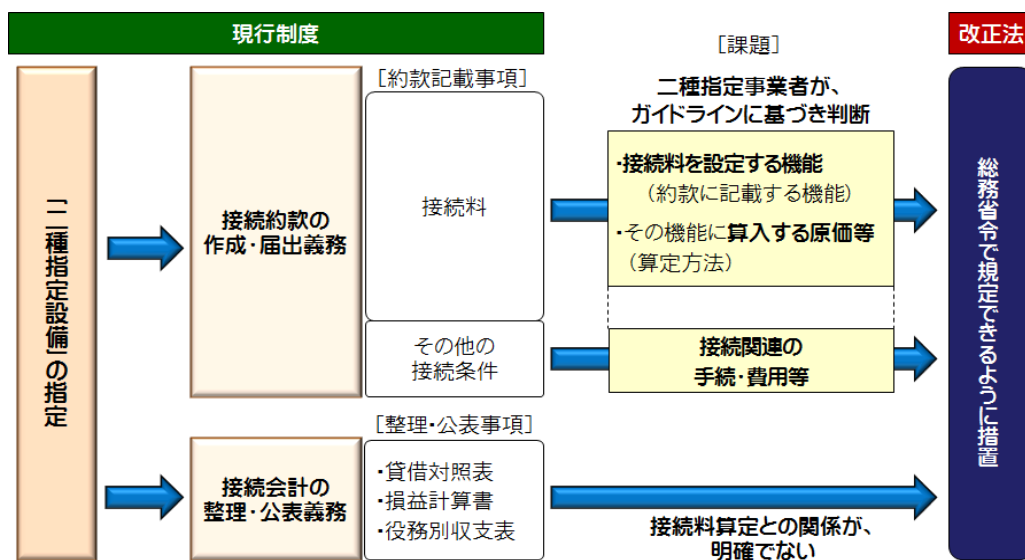 現行制度
[課題]
改正法
「二種指定設備」の指定
接続約款の
作成・届出義務
[約款記載事項]
接続料
その他の
接続条件
二種指定事業者が、
ガイドラインに基づき判断
・接続料を設定する機能
（約款に記載する機能）
・その機能に算入する原価等
（算定方法）
接続関連の
手続・費用等
接続会計の
整理・公表義務
[整理・公表事項]
・貸借対照表
・損益計算書
・役務別収支表
接続料算定との関係が、
明確でない
総務省令で規定できるように措置